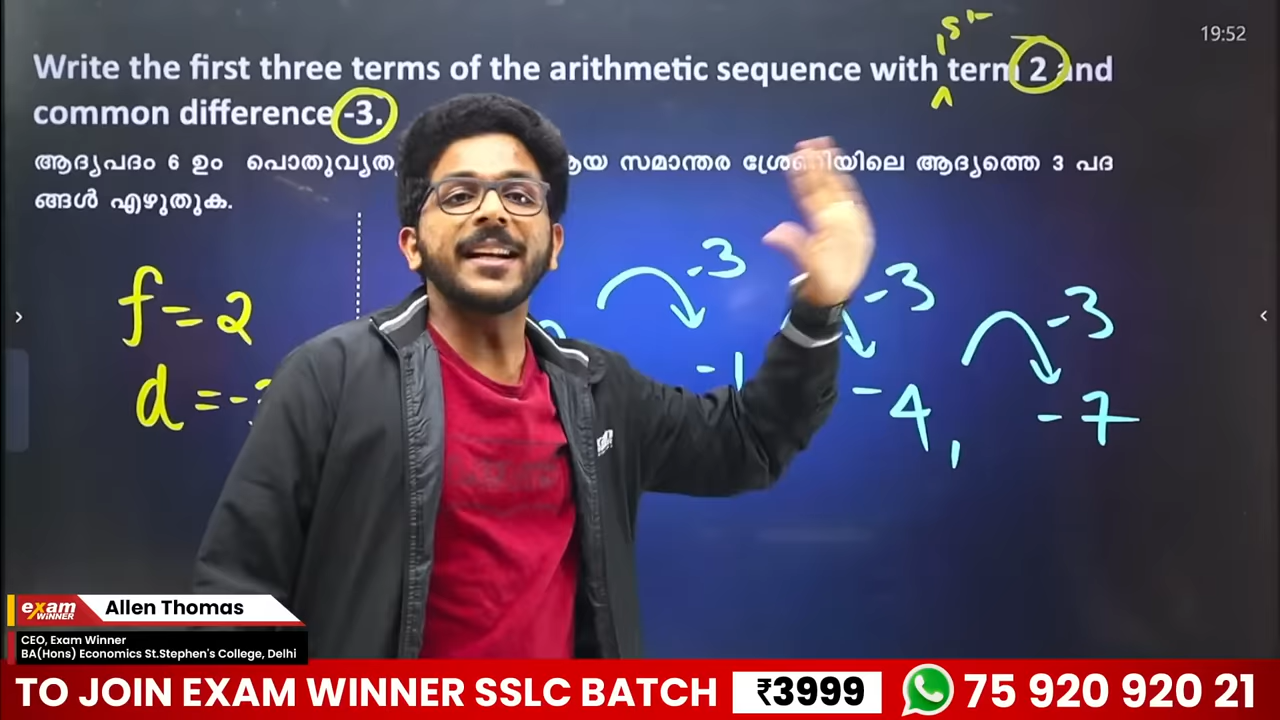 19:52
1st
Write the first three terms of the arithmetic sequence with term 2 and
common difference -3.
ആദ്യപദം 6 ഉം പൊതുവ്യത ആയ സമാന്തര ശ്രേണിയിലെ ആദ്യത്തെ 3 പദ
ങ്ങൾ എഴുതുക.
-3 -3 -3
f = 2
-1 -4, -7
d = -3
exam WINNER
Allen Thomas
CEO, Exam Winner
BA(Hons) Economics St.Stephen's College, Delhi
TO JOIN EXAM WINNER SSLC BATCH ₹3999 75 920 920 21